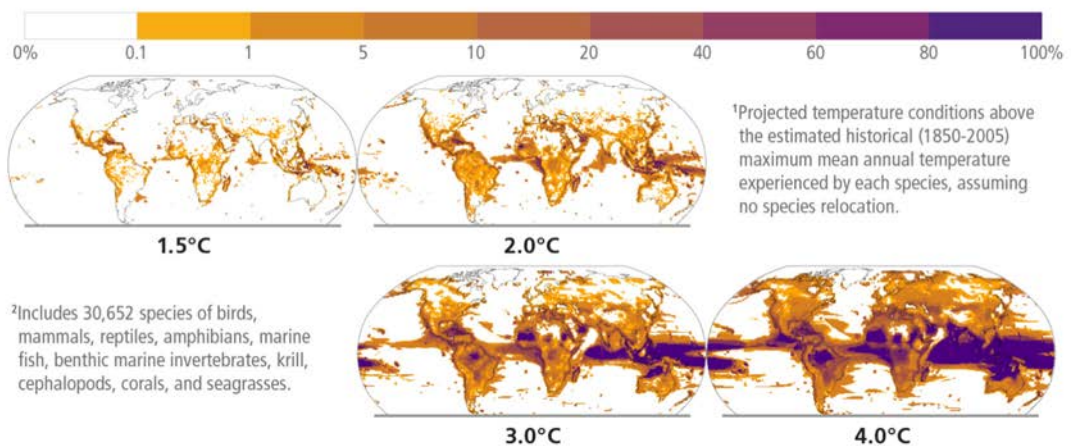 0% 0.1 1 5 10 20 40 60 80 100%
¹Projected temperature conditions above
the estimated historical (1850-2005)
maximum mean annual temperature
experienced by each species, assuming
no species relocation.
1.5°C 2.0°C
²Includes 30,652 species of birds,
mammals, reptiles, amphibians, marine
fish, benthic marine invertebrates, krill,
cephalopods, corals, and seagrasses.
3.0°C 4.0°C